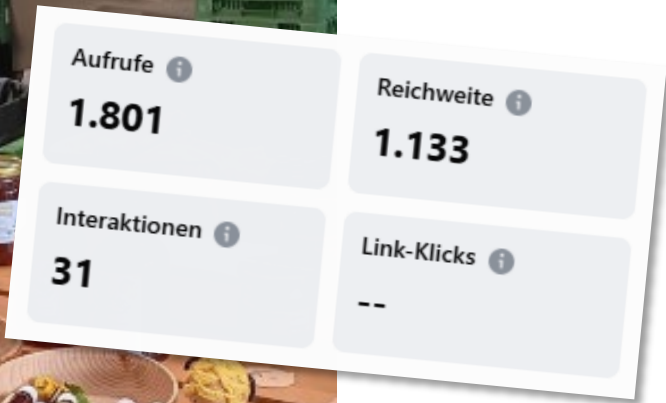 Aufrufe
1.801
Reichweite
1.133
Interaktionen
31
Link-Klicks
--